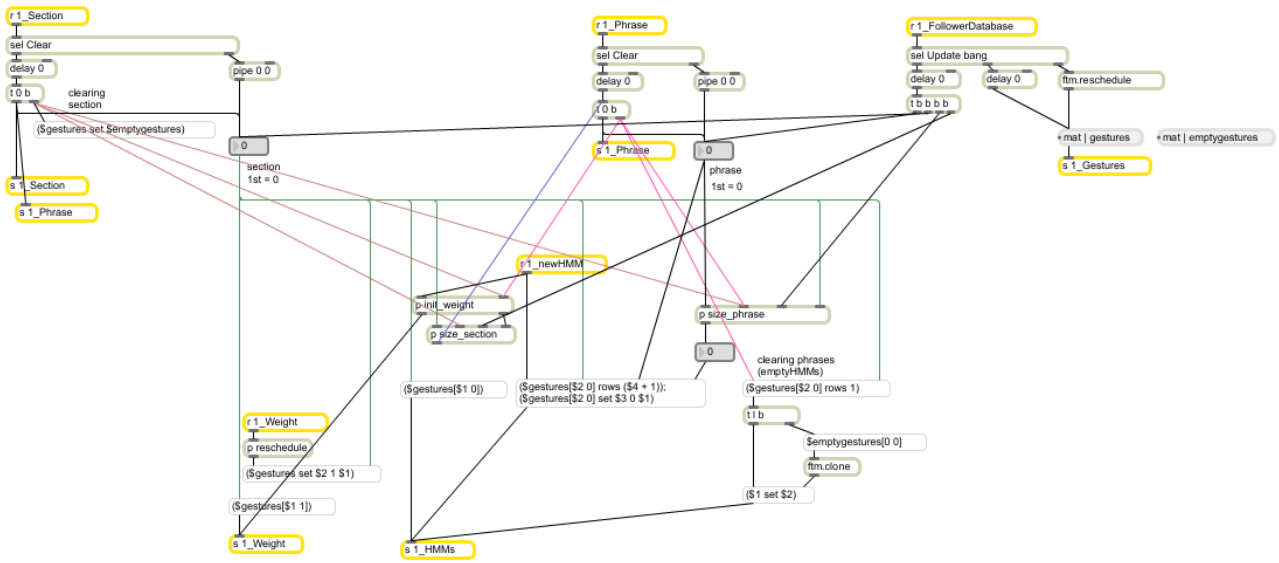 r 1_Section
sel Clear
delay 0
pipe 0 0
t 0 b
clearing
section
($gestures set $emptygestures)
0
section
1st = 0
s 1_Section
s 1_Phrase
r 1_Phrase
sel Clear
delay 0
pipe 0 0
t 0 b
s 1_Phrase
0
phrase
1st = 0
r 1_FollowerDatabase
sel Update bang
delay 0
delay 0
ftm.reschedule
t b b b b
mat | gestures
mat | emptygestures
s 1_Gestures
r 1_newHMM
p init_weight
p size_section
p size_phrase
0
clearing phrases
(emptyHMMs)
($gestures[$1 0])
($gestures[$2 0] rows ($4 + 1));
($gestures[$2 0] set $3 0 $1)
($gestures[$2 0] rows 1)
t l b
r 1_Weight
p reschedule
$emptygestures[0 0]
ftm.clone
($gestures set $2 1 $1)
($1 set $2)
($gestures[$1 1])
s 1_Weight
s 1_HMMs